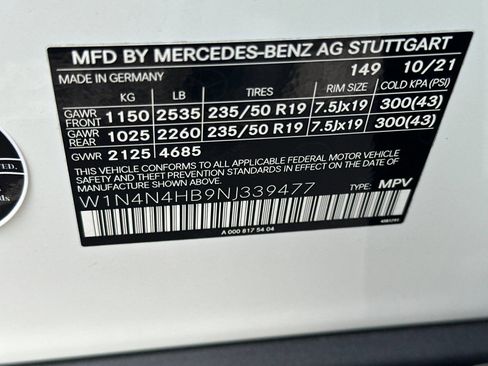 MFD BY MERCEDES-BENZ AG STUTTGART
MADE IN GERMANY 149 10/21
KG LB TIRES RIM SIZE COLD KPA (PSI)
GAWR FRONT 1150 2535 235/50 R19 7.5Jx19 300(43)
GAWR REAR 1025 2260 235/50 R19 7.5Jx19 300(43)
GVWR 2125 4685
THIS VEHICLE CONFORMS TO ALL APPLICABLE FEDERAL MOTOR VEHICLE
SAFETY BUMPER AND THEFT PREVENTION STANDARDS IN EFFECT ON THE
DATE OF MANUFACTURE SHOWN ABOVE.
W1N4N4HB9NJ339477 TYPE: MPV
A 000 817 54 04